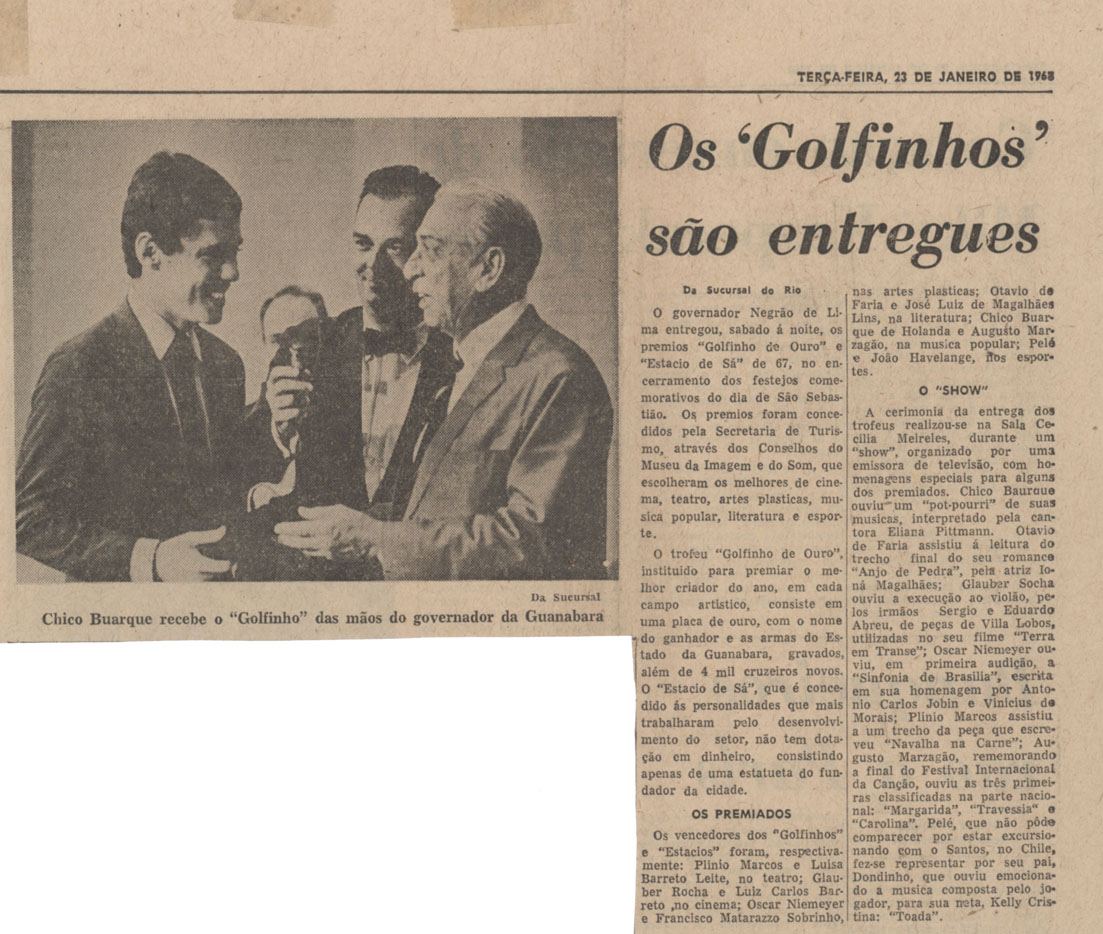 TERÇA-FEIRA, 23 DE JANEIRO DE 1968
Os ‘Golfinhos’
são entregues
Da Sucursal
Chico Buarque recebe o “Golfinho” das mãos do governador da Guanabara
Da Sucursal do Rio
O governador Negrão de Li-
ma entregou, sabado á noite, os
premios “Golfinho de Ouro” e
“Estacio de Sá” de 67, no en-
cerramento dos festejos come-
morativos do dia de São Sebas-
tião. Os premios foram conce-
didos pela Secretaria de Turis-
mo, através dos Conselhos do
Museu da Imagem e do Som, que
escolheram os melhores de cine-
ma, teatro, artes plasticas, mu-
sica popular, literatura e espor-
te.
O trofeu “Golfinho de Ouro”,
instituido para premiar o me-
lhor criador do ano, em cada
campo artistico, consiste em
uma placa de ouro, com o nome
do ganhador e as armas do Es-
tado da Guanabara, gravados,
além de 4 mil cruzeiros novos.
O “Estacio de Sá”, que é conce-
dido ás personalidades que mais
trabalharam pelo desenvolvi-
mento do setor, não tem dota-
ção em dinheiro, consistindo
apenas de uma estatueta do fun-
dador da cidade.
OS PREMIADOS
Os vencedores dos “Golfinhos”
e “Estacios” foram, respectiva-
mente: Plinio Marcos e Luisa
Barreto Leite, no teatro; Glau-
ber Rocha e Luiz Carlos Bar-
reto ,no cinema; Oscar Niemeyer
e Francisco Matarazzo Sobrinho,
nas artes plasticas; Otavio de
Faria e José Luiz de Magalhães
Lins, na literatura; Chico Buar-
que de Holanda e Augusto Mar-
zagão, na musica popular; Pelé
e João Havelange, nos espor-
tes.
O “SHOW”
A cerimonia da entrega dos
trofeus realizou-se na Sala Ce-
cilia Meireles, durante um
“show”, organizado por uma
emissora de televisão, com ho-
menagens especiais para alguns
dos premiados. Chico Baurque
ouviu um “pot-pourri” de suas
musicas, interpretado pela can-
tora Eliana Pittmann. Otavio
de Faria assistiu á leitura do
trecho final do seu romance
“Anjo de Pedra”, pela atriz Io-
ná Magalhães; Glauber Socha
ouviu a execução ao violão, pe-
los irmãos Sergio e Eduardo
Abreu, de peças de Villa Lobos,
utilizadas no seu filme “Terra
em Transe”; Oscar Niemeyer ou-
viu, em primeira audição, a
“Sinfonia de Brasilia”, escrita
em sua homenagem por Anto-
nio Carlos Jobin e Vinicius de
Morais; Plinio Marcos assistiu
a um trecho da peça que escre-
veu “Navalha na Carne”; Au-
gusto Marzagão, rememorando
a final do Festival Internacional
da Canção, ouviu as três primei-
ras classificadas na parte nacio-
nal: “Margarida”, “Travessia” e
“Carolina”. Pelé, que não pôde
comparecer por estar excursio-
nando com o Santos, no Chile,
fez-se representar por seu pai,
Dondinho, que ouviu emociona-
do a musica composta pelo jo-
gador, para sua neta, Kelly Cris-
tina: “Toada”.